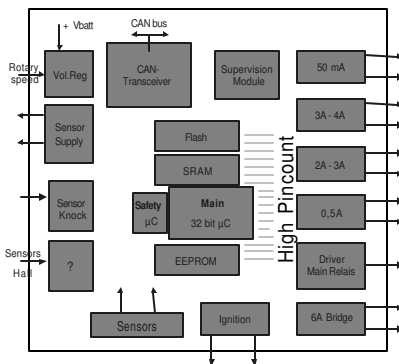 + Vbatt
CAN bus
Rotary
speed
Vol.Reg
CAN-
Transceiver
Supervision
Module
50 mA
Sensor
Supply
3A - 4A
Flash
SRAM
2A - 3A
Sensor
Knock
Safety
µC
Main
32 bit µC
High Pincount
0,5A
Sensors
Hall
?
EEPROM
Driver
Main Relais
Sensors
Ignition
6A Bridge